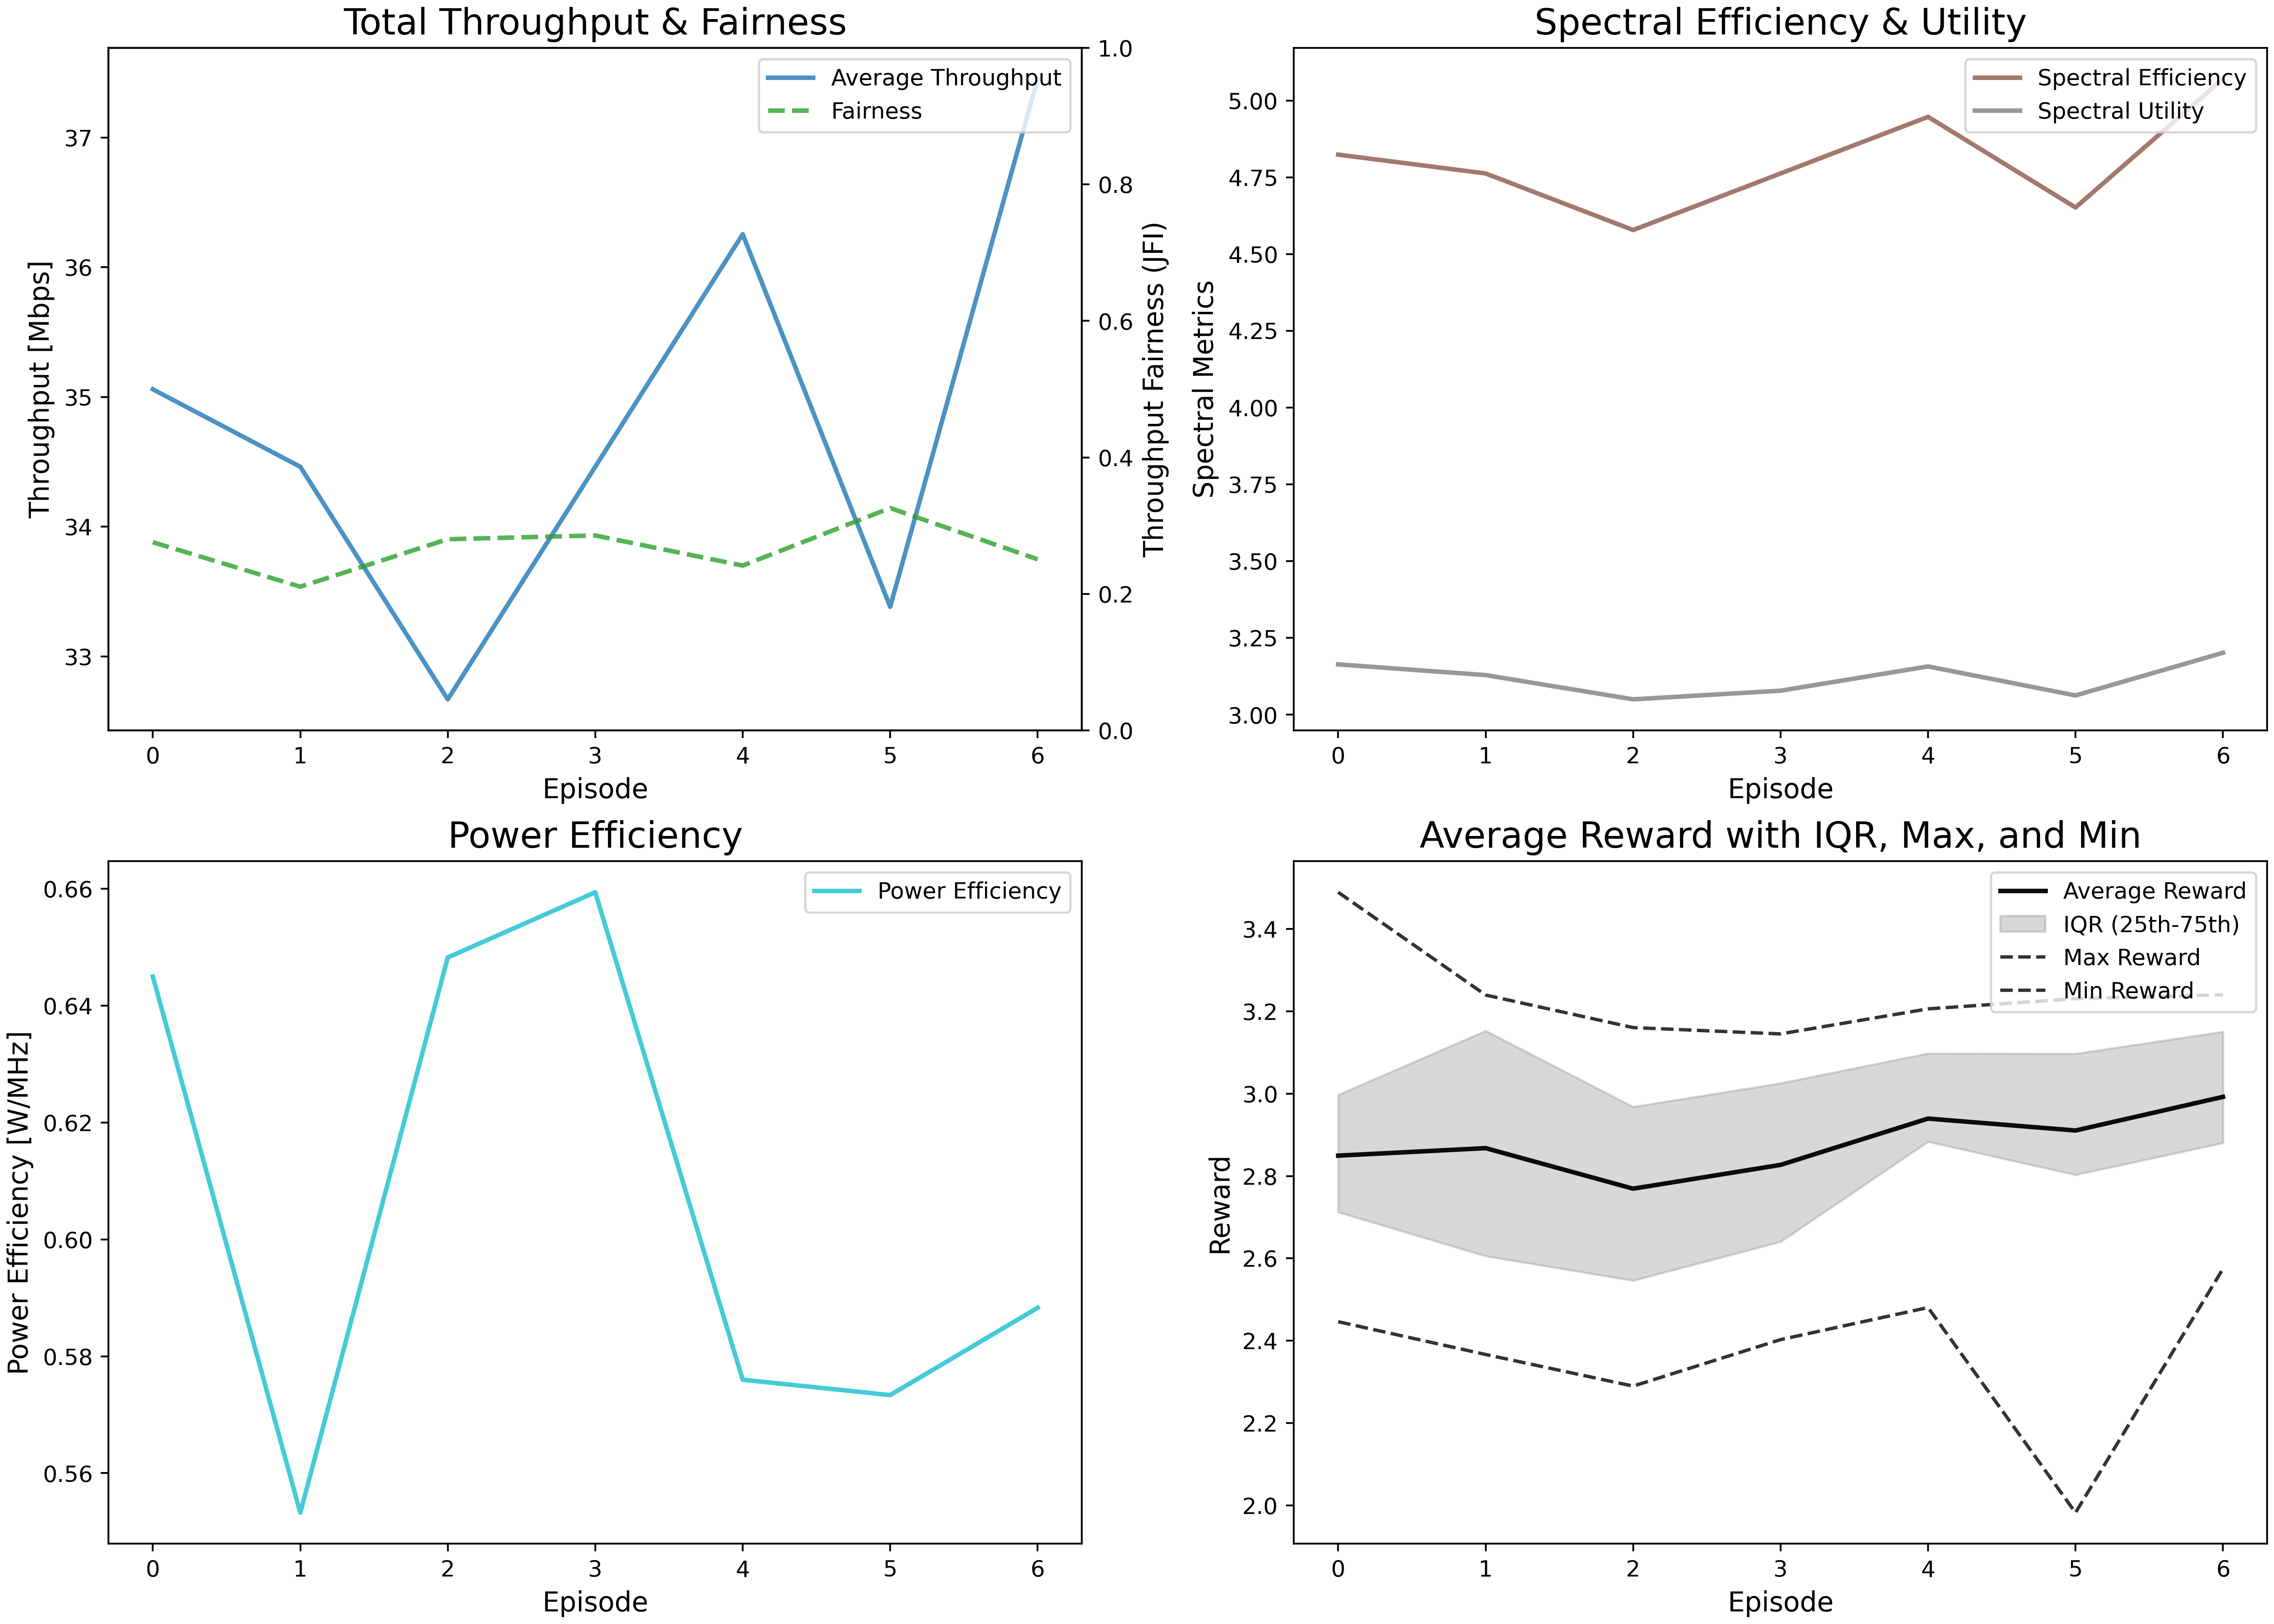 Total Throughput & Fairness
Average Throughput
Fairness
Throughput [Mbps]
37
36
35
34
33
1.0
0.8
0.6
0.4
0.2
0.0
Throughput Fairness (JFI)
0 1 2 3 4 5 6
Episode
Spectral Efficiency & Utility
Spectral Efficiency
Spectral Utility
Spectral Metrics
5.00
4.75
4.50
4.25
4.00
3.75
3.50
3.25
3.00
0 1 2 3 4 5 6
Episode
Power Efficiency
Power Efficiency
Power Efficiency [W/MHz]
0.66
0.64
0.62
0.60
0.58
0.56
0 1 2 3 4 5 6
Episode
Average Reward with IQR, Max, and Min
Average Reward
IQR (25th-75th)
Max Reward
Min Reward
Reward
3.4
3.2
3.0
2.8
2.6
2.4
2.2
2.0
0 1 2 3 4 5 6
Episode